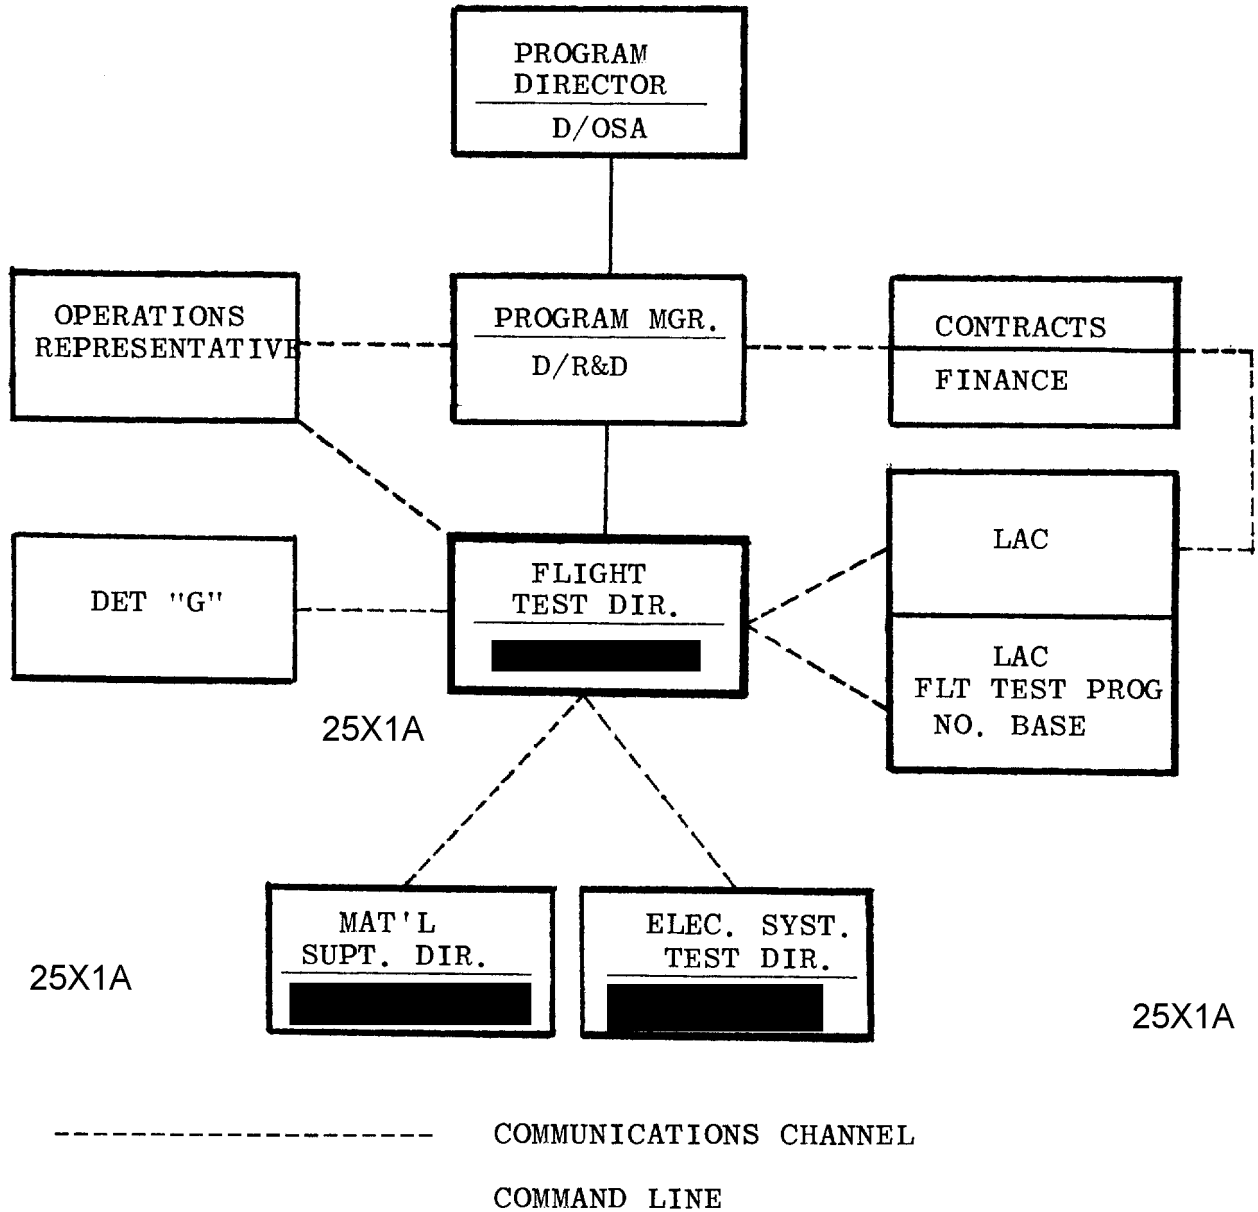 PROGRAM
DIRECTOR
D/OSA
OPERATIONS
REPRESENTATIVE
PROGRAM MGR.
D/R&D
CONTRACTS
FINANCE
DET "G"
FLIGHT
TEST DIR.
LAC
LAC
FLT TEST PROG
NO. BASE
25X1A
MAT'L
SUPT. DIR.
ELEC. SYST.
TEST DIR.
25X1A
25X1A
COMMUNICATIONS CHANNEL
COMMAND LINE